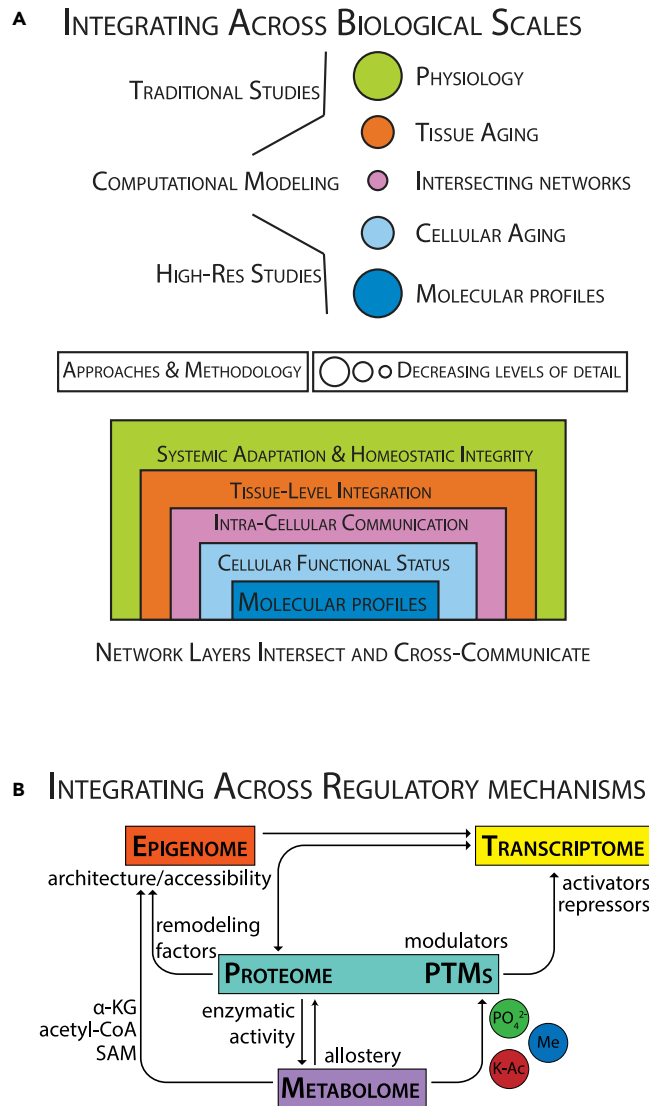 A
Integrating Across Biological Scales
Traditional Studies
Computational Modeling
High-Res Studies
Physiology
Tissue Aging
Intersecting networks
Cellular Aging
Molecular profiles
Approaches & Methodology
Decreasing levels of detail
Systemic Adaptation & Homeostatic Integrity
Tissue-Level Integration
Intra-Cellular Communication
Cellular Functional Status
Molecular profiles
Network Layers Intersect and Cross-Communicate
B
Integrating Across Regulatory mechanisms
Epigenome
Transcriptome
architecture/accessibility
activators
repressors
remodeling
factors
modulators
Proteome
PTMs
α-KG
acetyl-CoA
SAM
enzymatic
activity
allostery
PO₄²⁻
Me
K-Ac
Metabolome